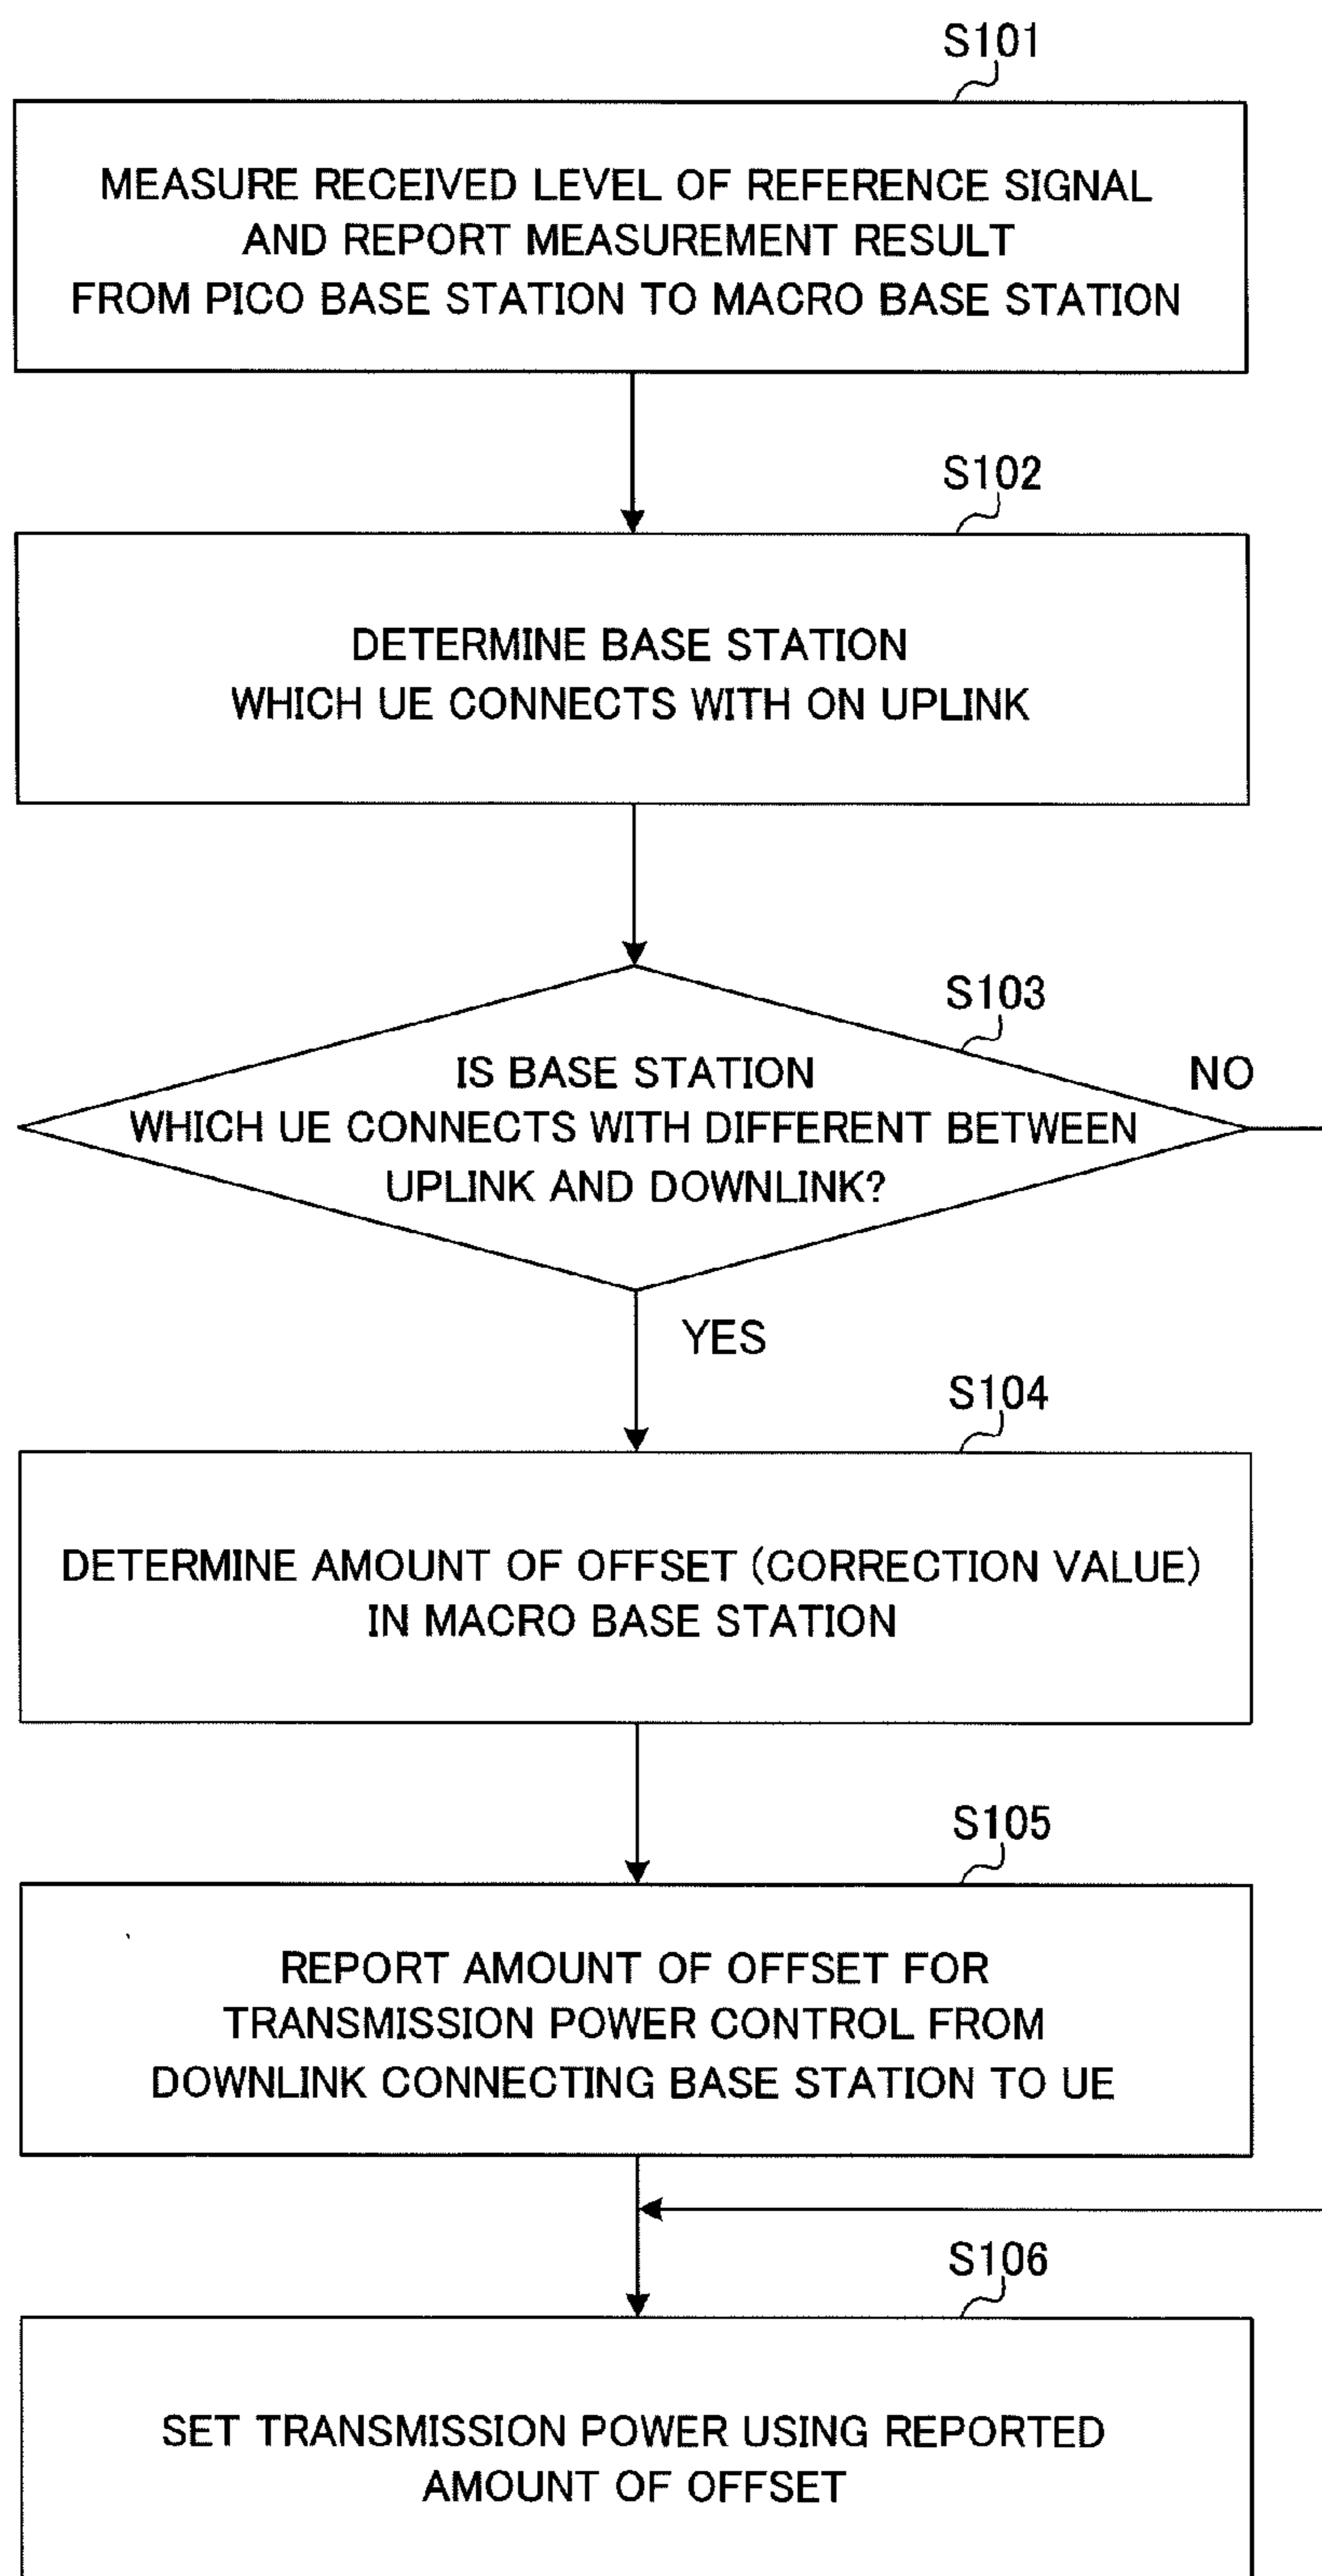 S101
MEASURE RECEIVED LEVEL OF REFERENCE SIGNAL
AND REPORT MEASUREMENT RESULT
FROM PICO BASE STATION TO MACRO BASE STATION
S102
DETERMINE BASE STATION
WHICH UE CONNECTS WITH ON UPLINK
S103
NO
IS BASE STATION
WHICH UE CONNECTS WITH DIFFERENT BETWEEN
UPLINK AND DOWNLINK?
YES
S104
DETERMINE AMOUNT OF OFFSET (CORRECTION VALUE)
IN MACRO BASE STATION
S105
REPORT AMOUNT OF OFFSET FOR
TRANSMISSION POWER CONTROL FROM
DOWNLINK CONNECTING BASE STATION TO UE
S106
SET TRANSMISSION POWER USING REPORTED
AMOUNT OF OFFSET